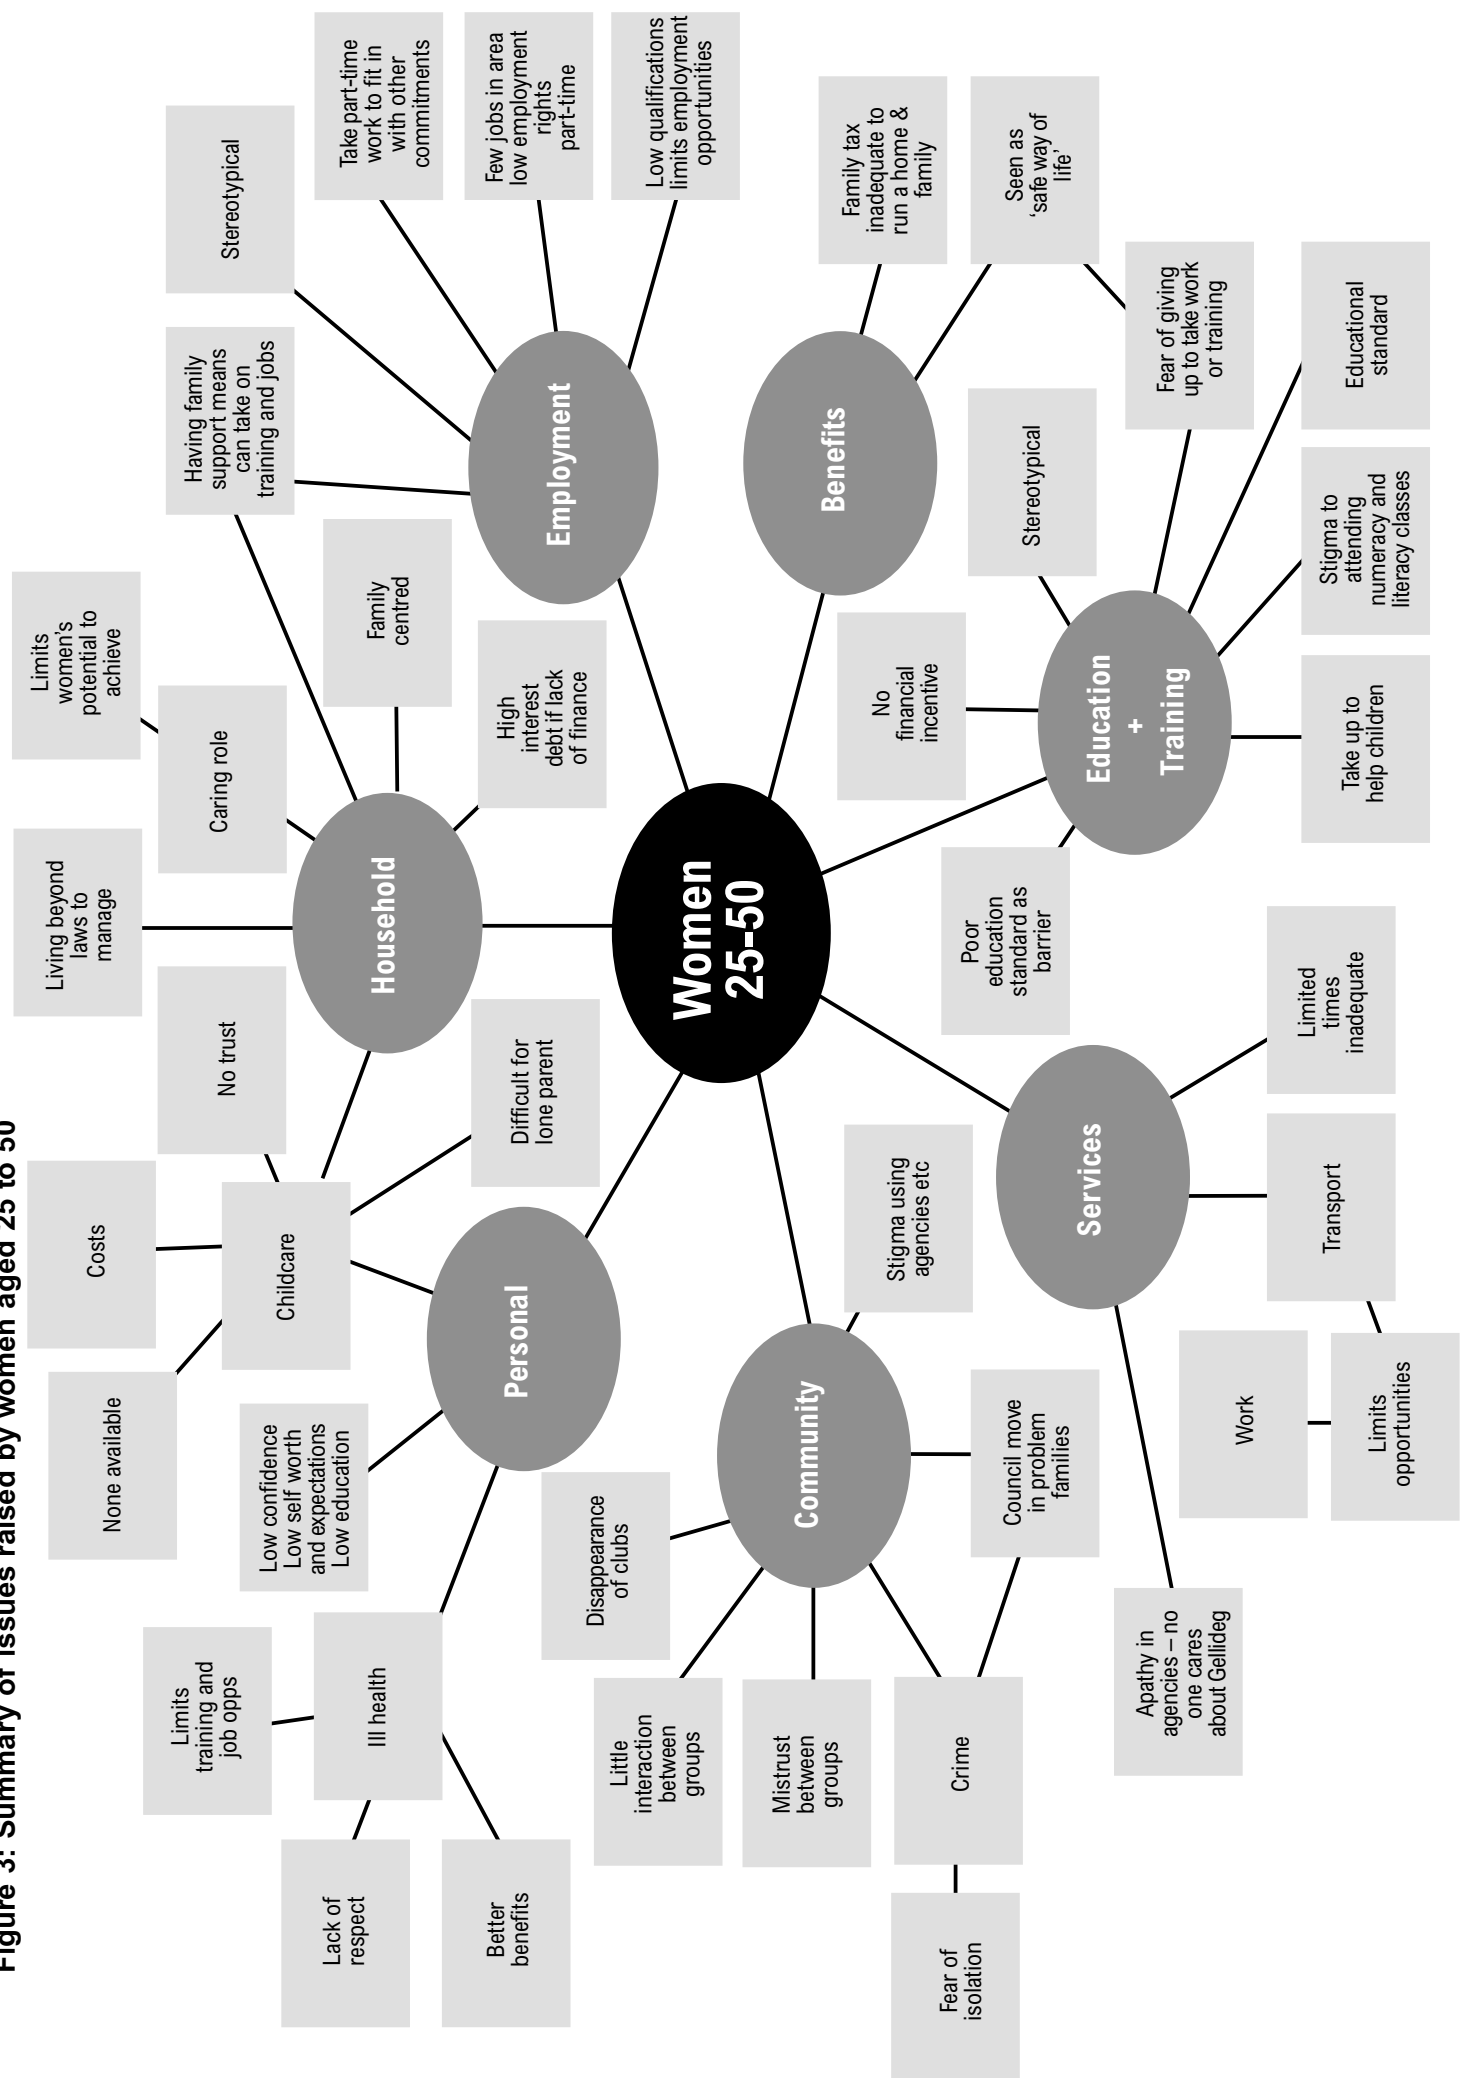 Figure 3: Summary of issues raised by women aged 25 to 50
None available
Costs
Living beyond
laws to
manage
Limits
women's
potential to
achieve
Limits
training and
job opps
Low confidence
Low self worth
and expectations
Low education
Childcare
No trust
Caring role
Having family
support means
can take on
training and jobs
Stereotypical
Lack of
respect
Ill health
Household
Family
centred
Take part-time
work to fit in
with other
commitments
Better
benefits
Personal
Difficult for
lone parent
High
interest
debt if lack
of finance
Employment
Few jobs in area
low employment
rights
part-time
Disappearance
of clubs
Little
interaction
between
groups
Women
25-50
Low qualifications
limits employment
opportunities
Mistrust
between
groups
Community
Stigma using
agencies etc
No
financial
incentive
Benefits
Family tax
inadequate to
run a home &
family
Fear of
isolation
Crime
Council move
in problem
families
Poor
education
standard as
barrier
Stereotypical
Seen as
‘safe way of
life’
Services
Education
+
Training
Fear of giving
up to take work
or training
Apathy in
agencies – no
one cares
about Gellideg
Work
Transport
Limited
times
inadequate
Limits
opportunities
Take up to
help children
Stigma to
attending
numeracy and
literacy classes
Educational
standard